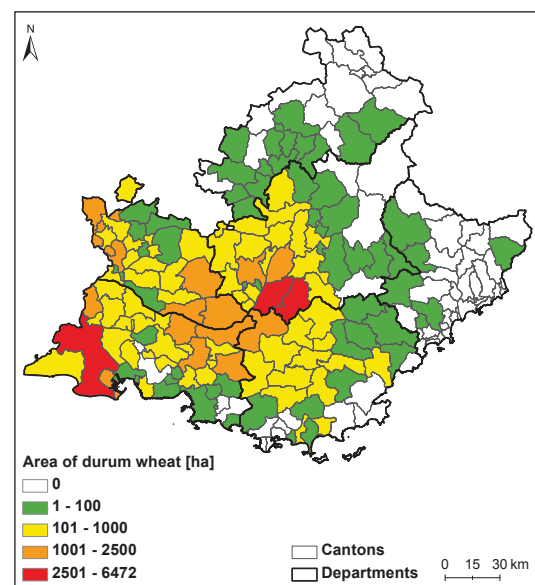 N
Area of durum wheat [ha]
0
1 - 100
101 - 1000
1001 - 2500
2501 - 6472
Cantons
Departments
0 15 30 km